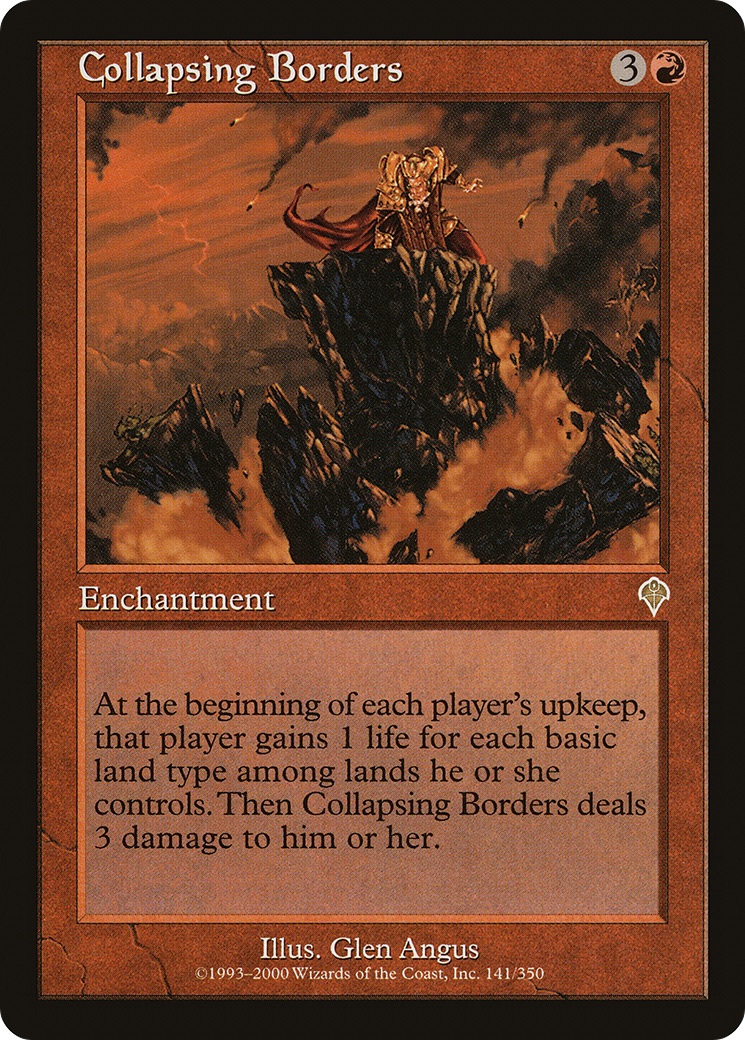 Collapsing Borders 3
Enchantment
At the beginning of each player's upkeep,
that player gains 1 life for each basic
land type among lands he or she
controls. Then Collapsing Borders deals
3 damage to him or her.
Illus. Glen Angus
©1993–2000 Wizards of the Coast, Inc. 141/350